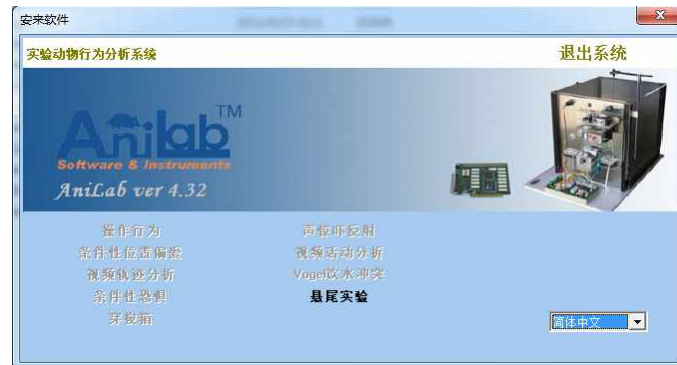 安来软件
实验动物行为分析系统
退出系统
Anilab TM
Software & Instruments
AniLab ver 4.32
操作行为
声惊吓反射
条件性位置偏爱
视频活动分析
视频轨迹分析
Vogel饮水冲突
条件性恐惧
悬尾实验
穿梭箱
简体中文